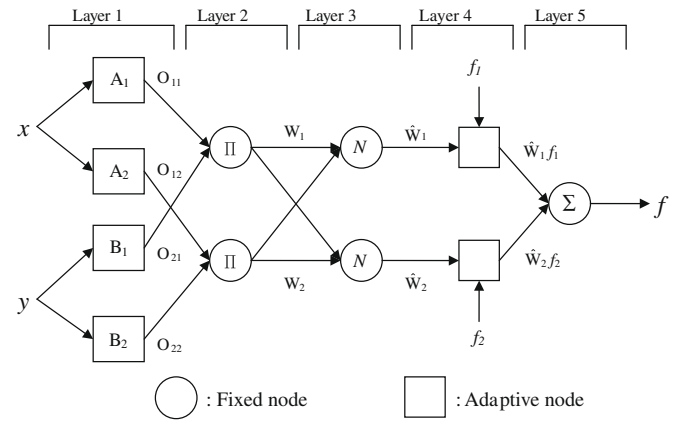 Layer 1 Layer 2 Layer 3 Layer 4 Layer 5
f₁
A₁ O₁₁
x Π W₁ N Ŵ₁ Ŵ₁f₁
A₂ O₁₂
Σ f
B₁ O₂₁
Π W₂ N Ŵ₂ Ŵ₂f₂
y
B₂ O₂₂ f₂
: Fixed node : Adaptive node